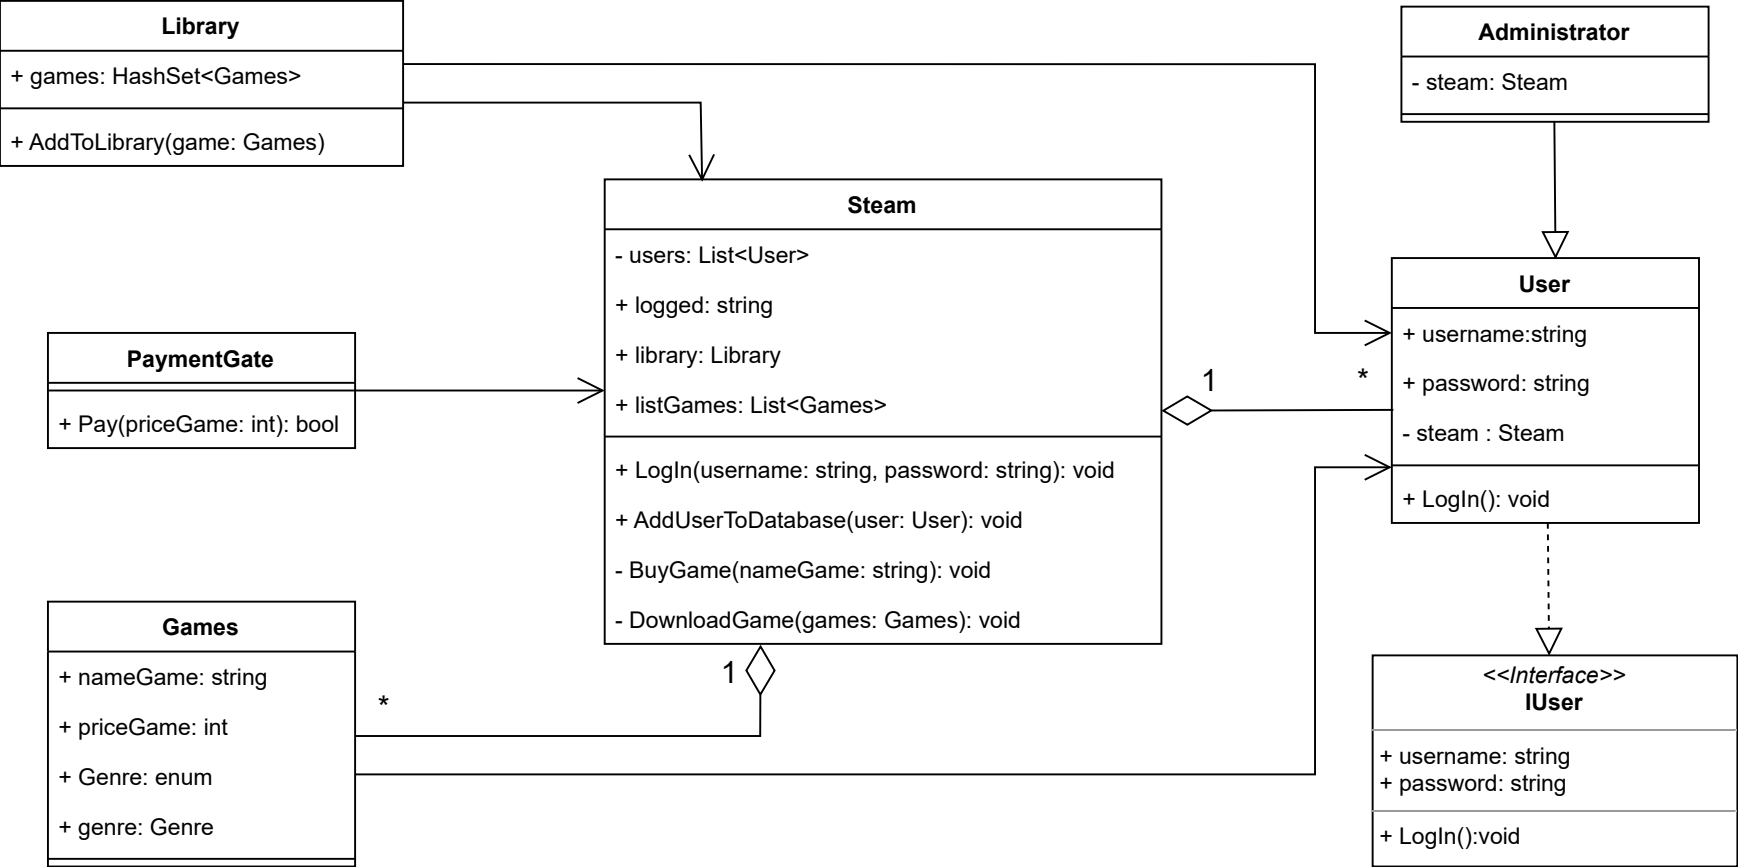 Library
+ games: HashSet<Games>
+ AddToLibrary(game: Games)
Administrator
- steam: Steam
Steam
- users: List<User>
+ logged: string
+ library: Library
+ listGames: List<Games>
+ LogIn(username: string, password: string): void
+ AddUserToDatabase(user: User): void
- BuyGame(nameGame: string): void
- DownloadGame(games: Games): void
User
+ username:string
+ password: string
- steam : Steam
+ LogIn(): void
1
*
PaymentGate
+ Pay(priceGame: int): bool
Games
+ nameGame: string
+ priceGame: int
+ Genre: enum
+ genre: Genre
*
1
<<Interface>>
IUser
+ username: string
+ password: string
+ LogIn():void